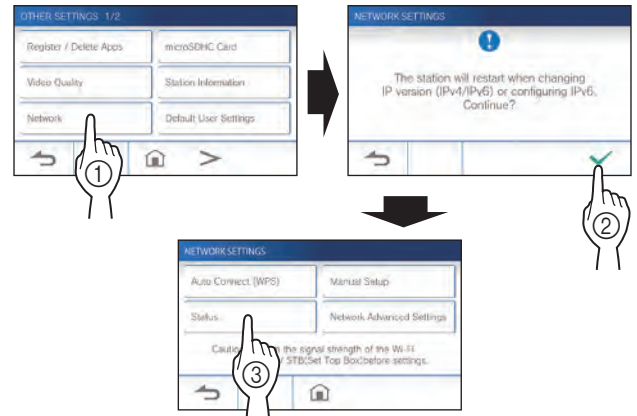 OTHER SETTINGS 1/2
Register / Delete Apps
microSDHC Card
Video Quality
Station Information
Network
Default User Settings
1
NETWORK SETTINGS
The station will restart when changing
IP version (IPv4/IPv6) or configuring IPv6.
Continue?
2
NETWORK SETTINGS
Auto Connect (WPS)
Manual Setup
Status
Network Advanced Settings
the signal strength of the Wi-Fi
STB(Set Top Box)before settings.
3